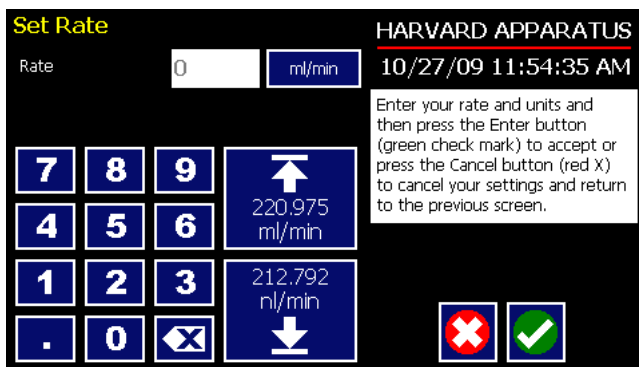 Set Rate
HARVARD APPARATUS
Rate
0
ml/min
10/27/09 11:54:35 AM
Enter your rate and units and
then press the Enter button
(green check mark) to accept or
press the Cancel button (red X)
to cancel your settings and return
to the previous screen.
7 8 9
220.975
ml/min
4 5 6
1 2 3
212.792
nl/min
. 0